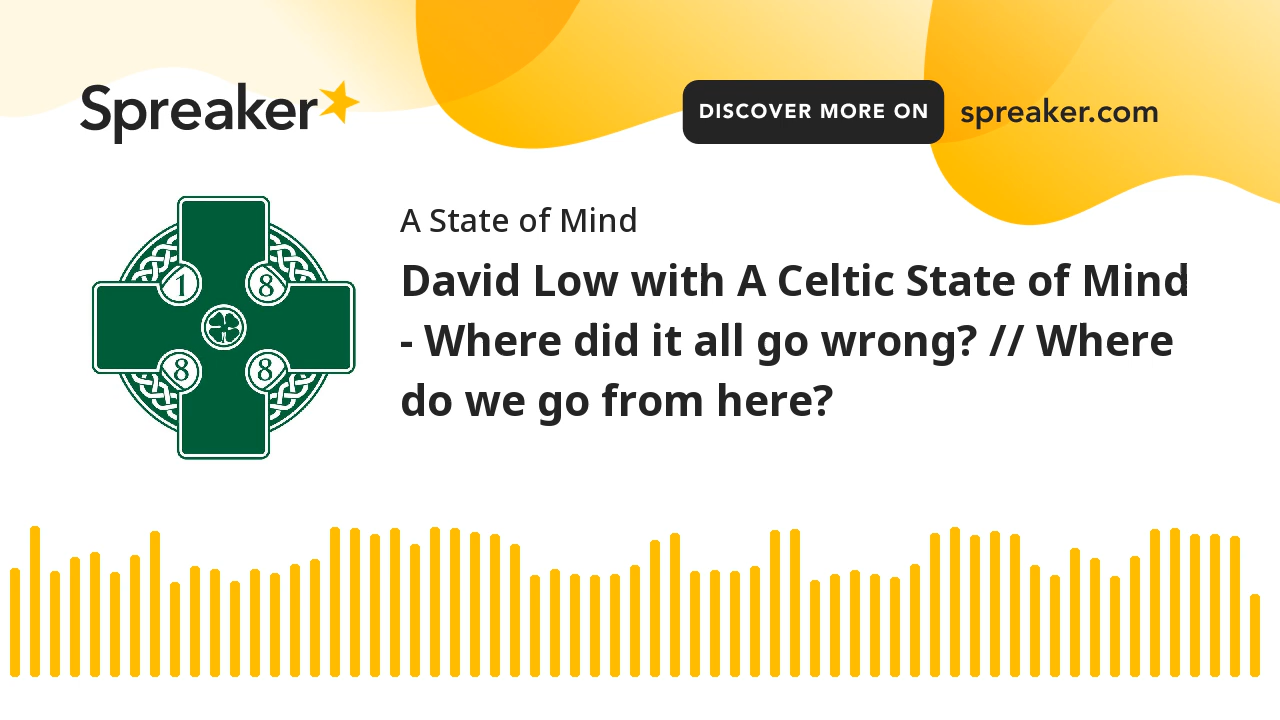 Spreaker
DISCOVER MORE ON
spreaker.com
A State of Mind
David Low with A Celtic State of Mind
- Where did it all go wrong? // Where
do we go from here?
1 8
8 8